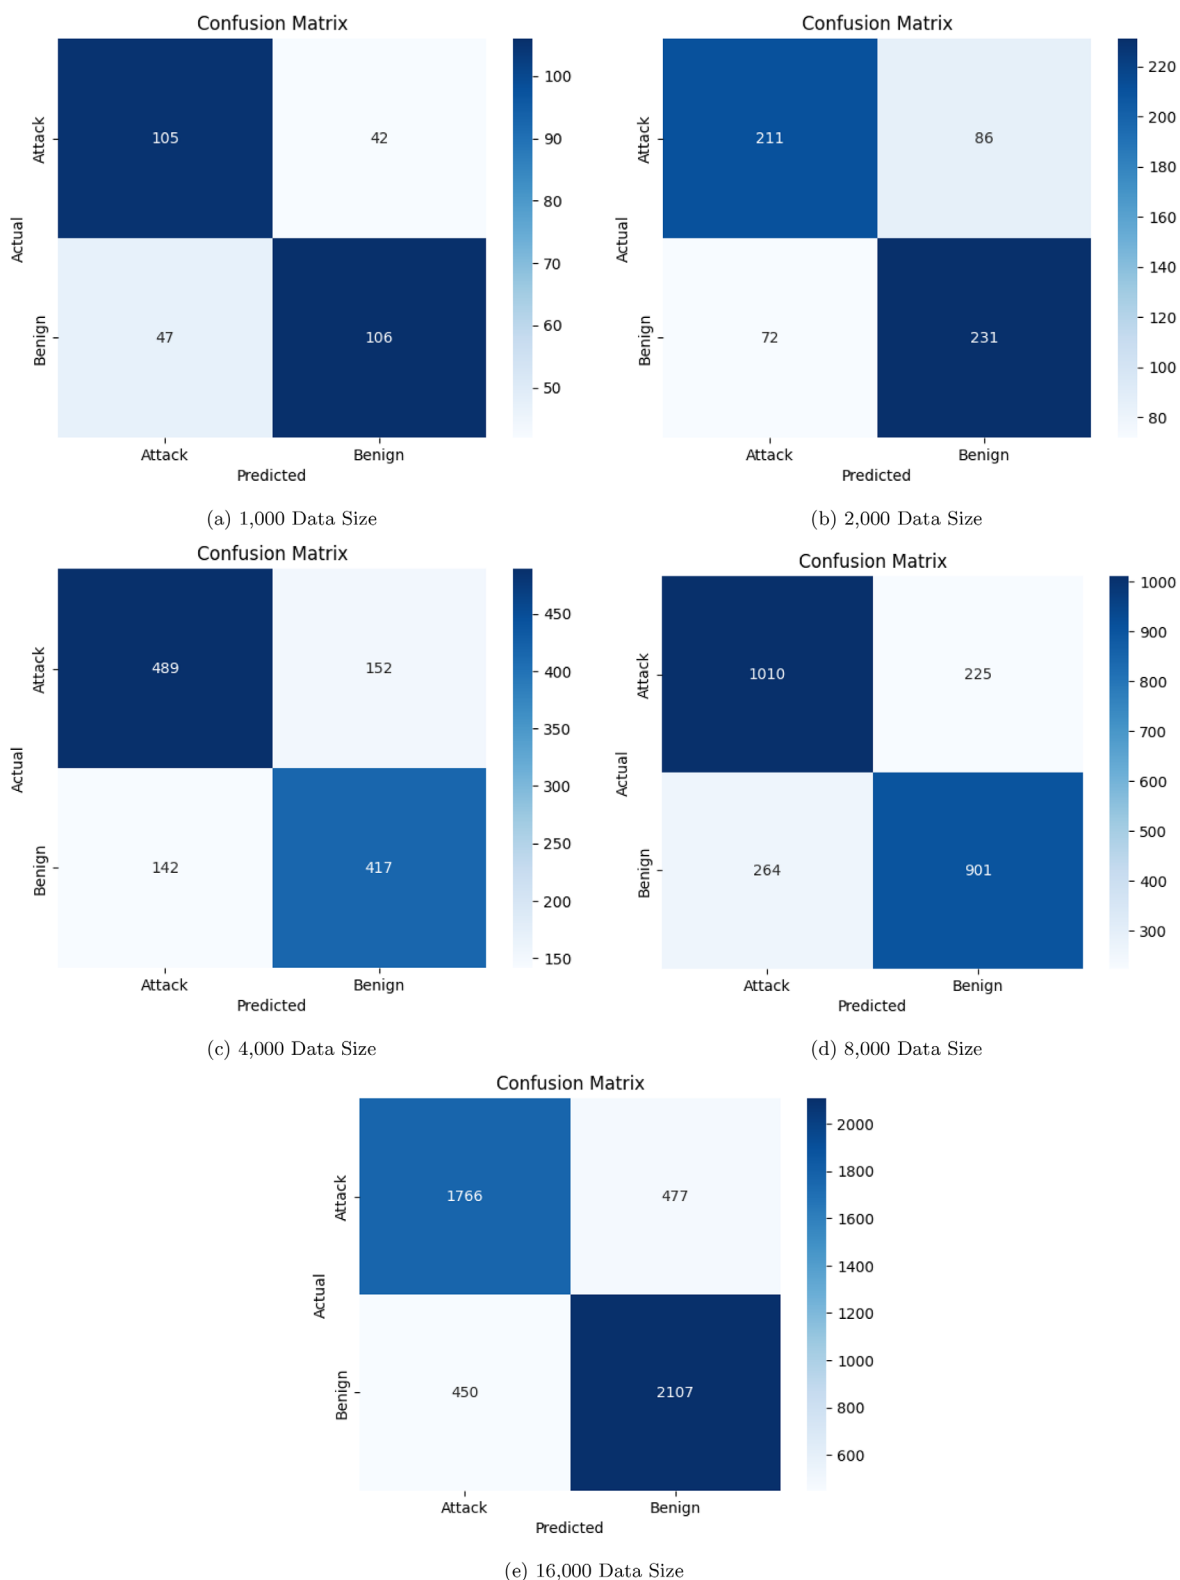 Confusion Matrix
Attack
105
42
100
90
80
70
60
50
Actual
Benign
47
106
Attack
Benign
Predicted
(a) 1,000 Data Size
Confusion Matrix
Attack
211
86
220
200
180
160
140
120
100
80
Actual
Benign
72
231
Attack
Benign
Predicted
(b) 2,000 Data Size
Confusion Matrix
Attack
489
152
450
400
350
300
250
200
150
Actual
Benign
142
417
Attack
Benign
Predicted
(c) 4,000 Data Size
Confusion Matrix
Attack
1010
225
1000
900
800
700
600
500
400
300
Actual
Benign
264
901
Attack
Benign
Predicted
(d) 8,000 Data Size
Confusion Matrix
Attack
1766
477
2000
1800
1600
1400
1200
1000
800
600
Actual
Benign
450
2107
Attack
Benign
Predicted
(e) 16,000 Data Size